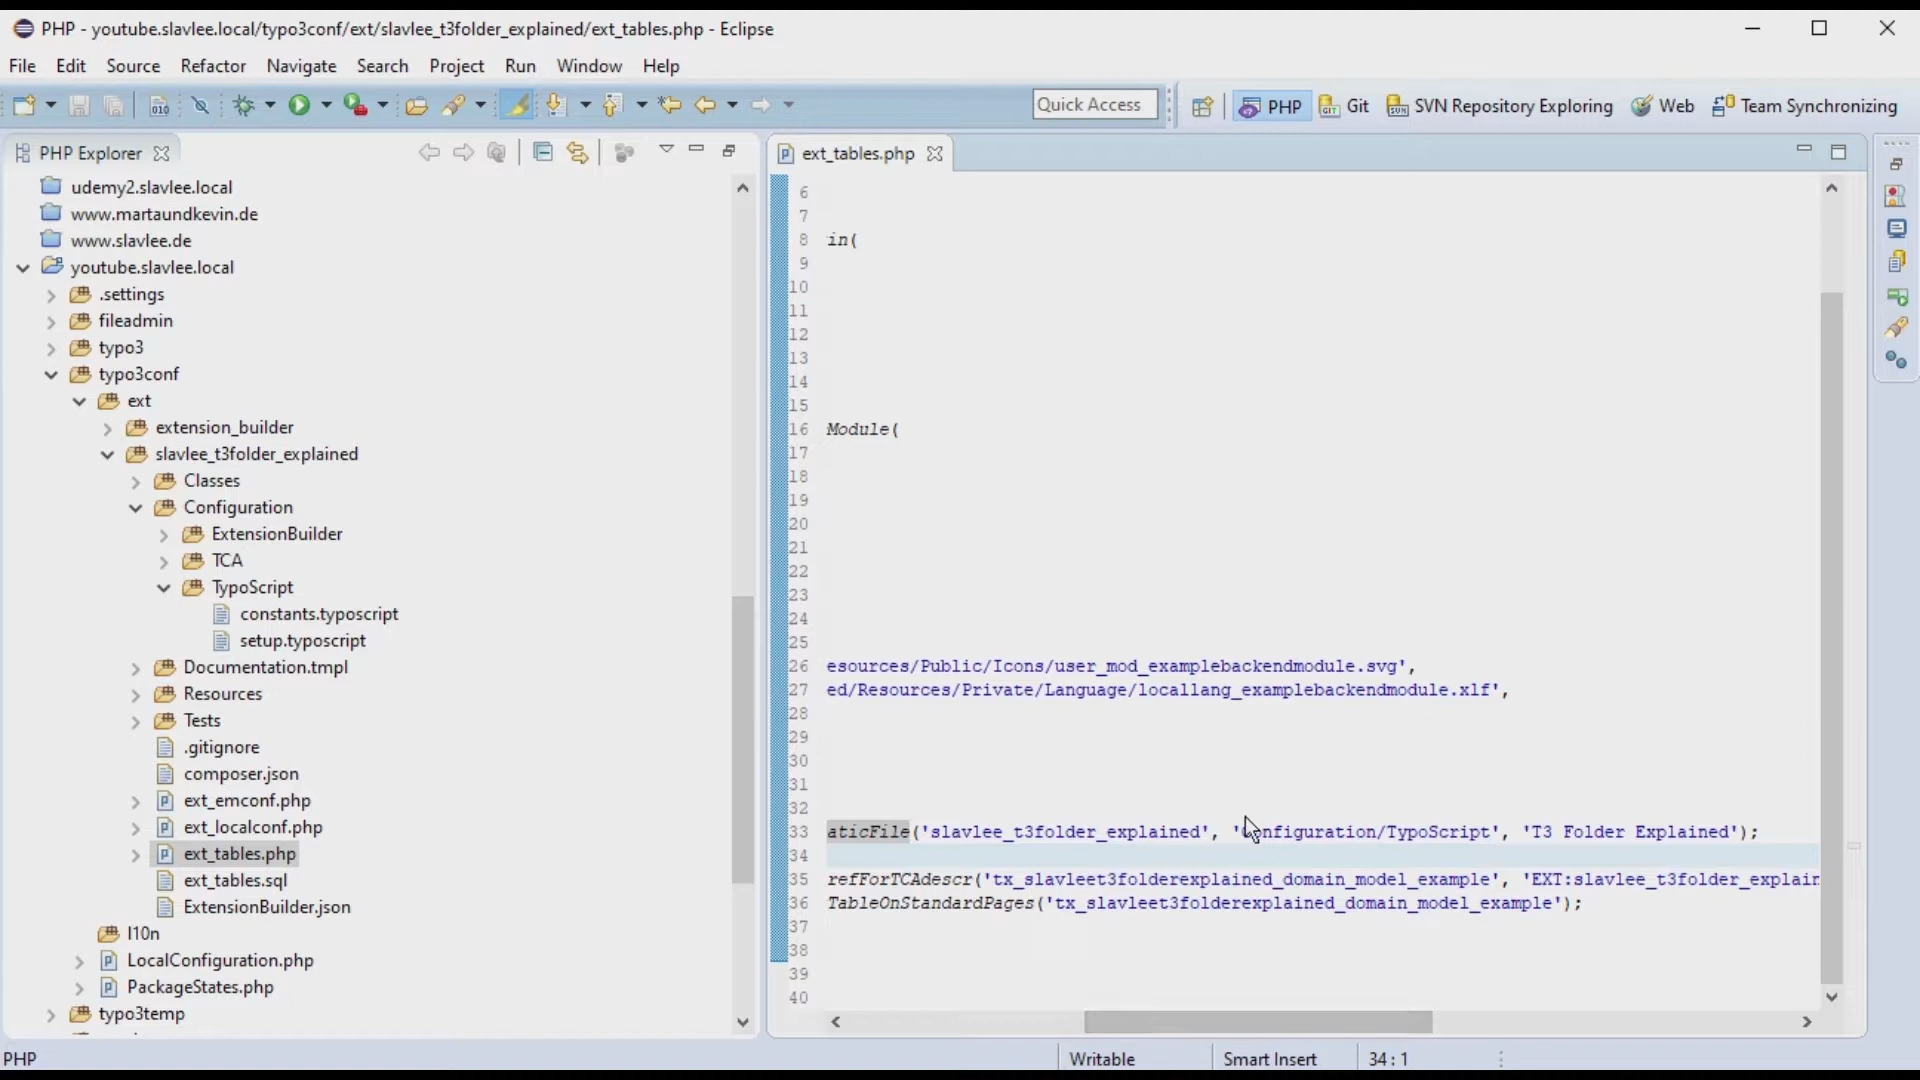 PHP - youtube.slavlee.local/typo3conf/ext/slavlee_t3folder_explained/ext_tables.php - Eclipse
File Edit Source Refactor Navigate Search Project Run Window Help
Quick Access
PHP
Git
SVN Repository Exploring
Web
Team Synchronizing
PHP Explorer
udemy2.slavlee.local
www.martaundkevin.de
www.slavlee.de
youtube.slavlee.local
.settings
fileadmin
typo3
typo3conf
ext
extension_builder
slavlee_t3folder_explained
Classes
Configuration
ExtensionBuilder
TCA
TypoScript
constants.typoscript
setup.typoscript
Documentation.tmpl
Resources
Tests
.gitignore
composer.json
ext_emconf.php
ext_localconf.php
ext_tables.php
ext_tables.sql
ExtensionBuilder.json
l10n
LocalConfiguration.php
PackageStates.php
typo3temp
ext_tables.php
6
7
8 in(
9
10
11
12
13
14
15
16 Module(
17
18
19
20
21
22
23
24
25
26 esources/Public/Icons/user_mod_examplebackendmodule.svg',
27 ed/Resources/Private/Language/locallang_examplebackendmodule.xlf',
28
29
30
31
32
33 aticFile('slavlee_t3folder_explained', 'Configuration/TypoScript', 'T3 Folder Explained');
34
35 refForTCAdescr('tx_slavleet3folderexplained_domain_model_example', 'EXT:slavlee_t3folder_explain
36 TableOnStandardPages('tx_slavleet3folderexplained_domain_model_example');
37
38
39
40
PHP
Writable
Smart Insert
34 : 1